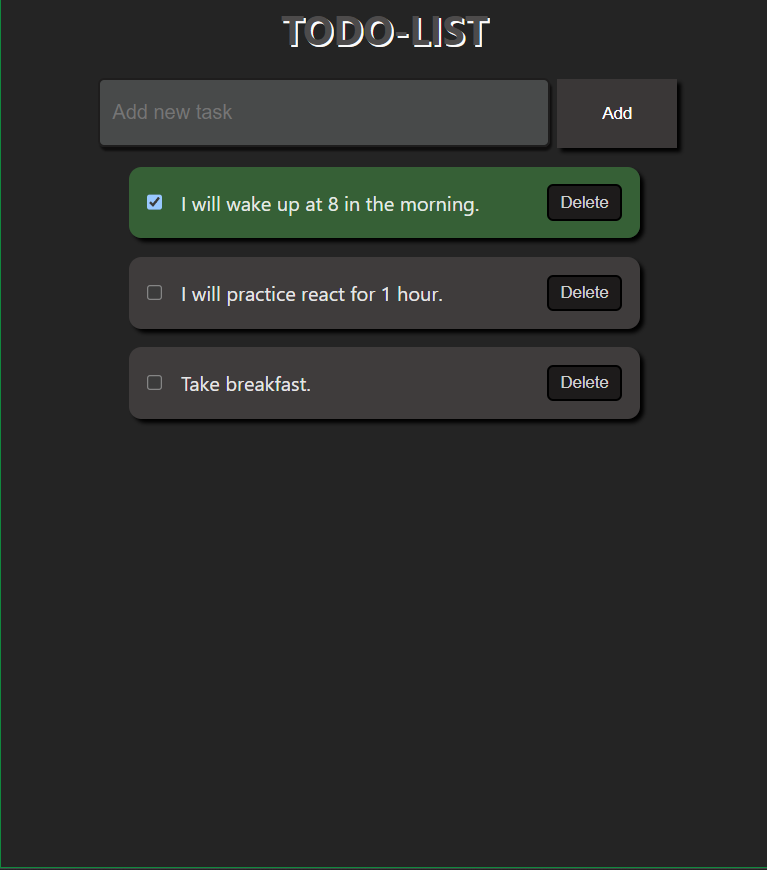 TODO-LIST
Add new task
Add
I will wake up at 8 in the morning.
Delete
I will practice react for 1 hour.
Delete
Take breakfast.
Delete